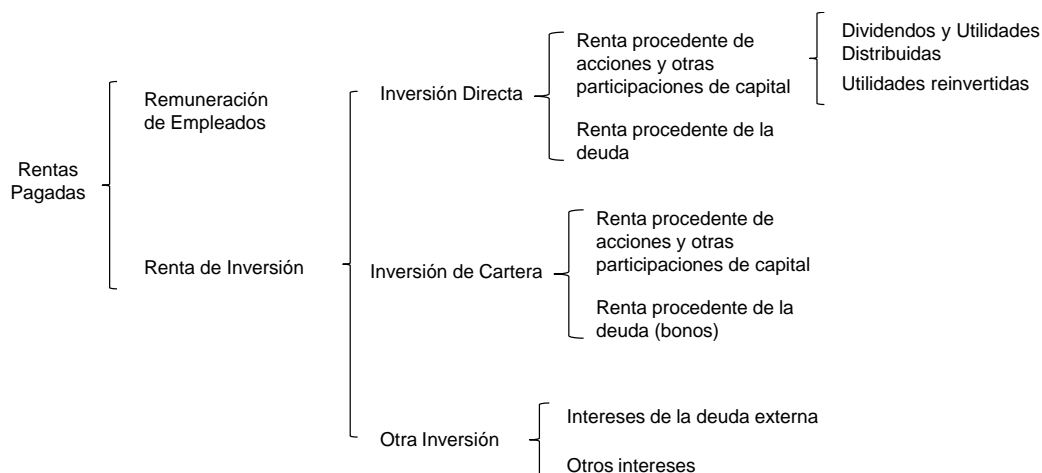 Rentas
Pagadas
Remuneración
de Empleados
Renta de Inversión
Inversión Directa
Renta procedente de
acciones y otras
participaciones de capital
Dividendos y Utilidades
Distribuidas
Utilidades reinvertidas
Renta procedente de la
deuda
Inversión de Cartera
Renta procedente de
acciones y otras
participaciones de capital
Renta procedente de la
deuda (bonos)
Otra Inversión
Intereses de la deuda externa
Otros intereses